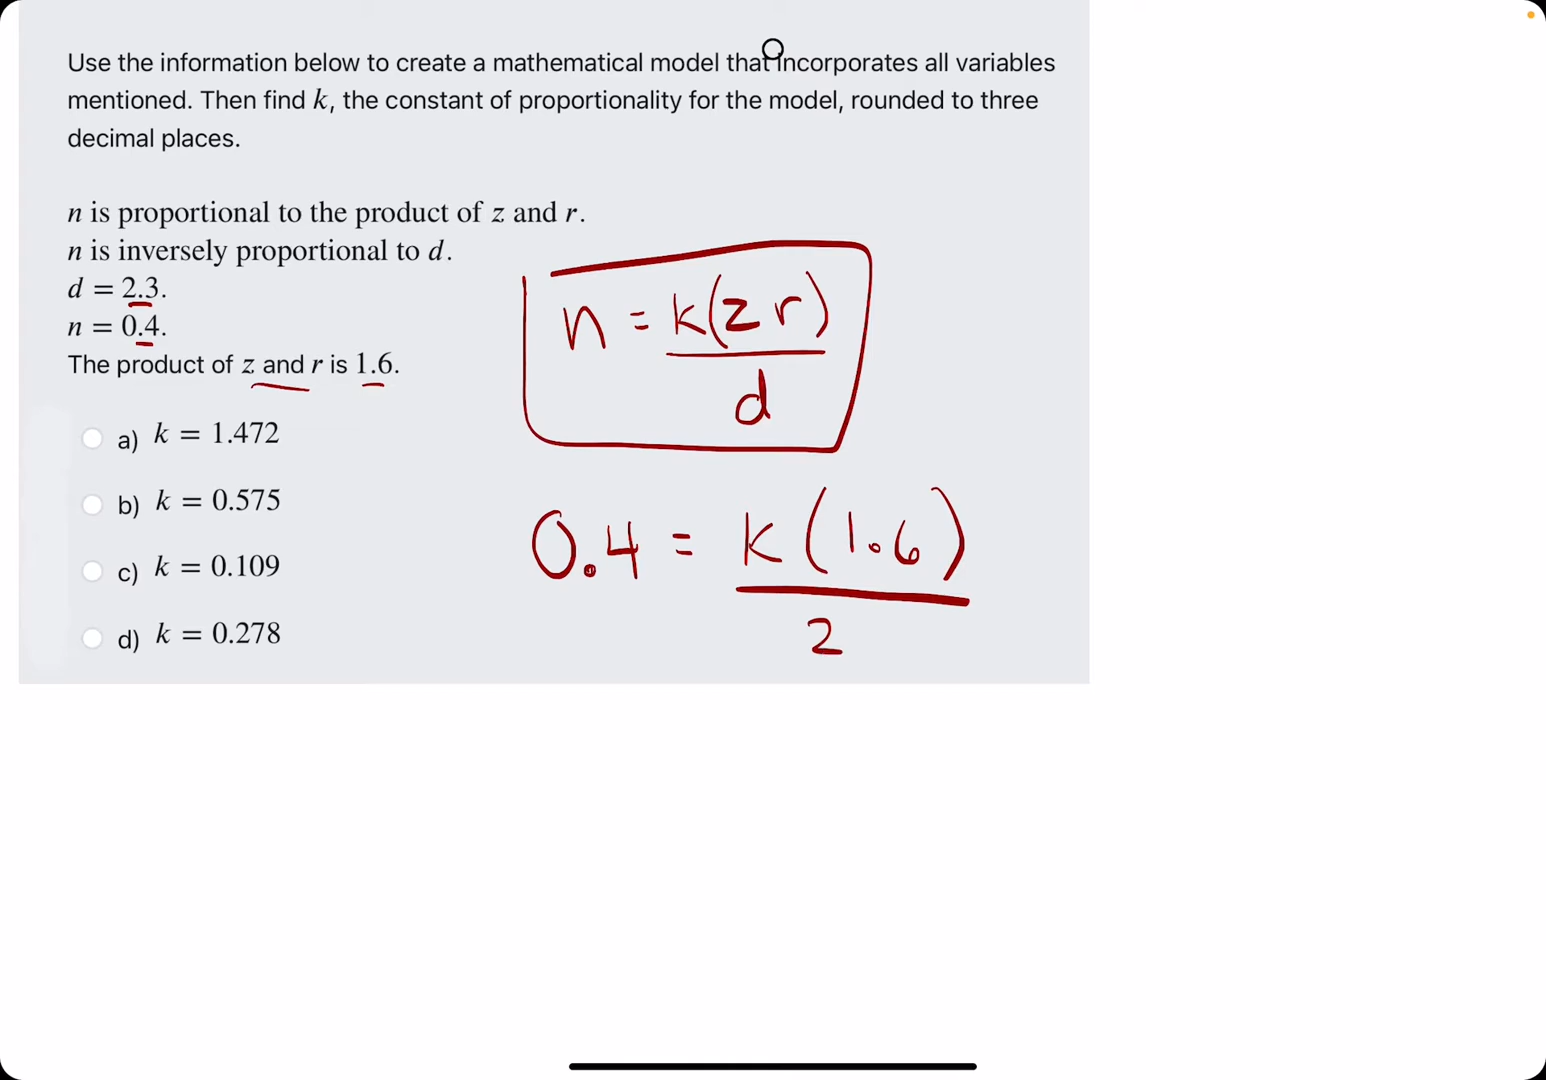 Use the information below to create a mathematical model that incorporates all variables
mentioned. Then find k, the constant of proportionality for the model, rounded to three
decimal places.
n is proportional to the product of z and r.
n is inversely proportional to d.
d = 2.3.
n = 0.4.
The product of z and r is 1.6.
a) k = 1.472
b) k = 0.575
c) k = 0.109
d) k = 0.278
n = k(zr)
d
0.4 = k(1.6)
2